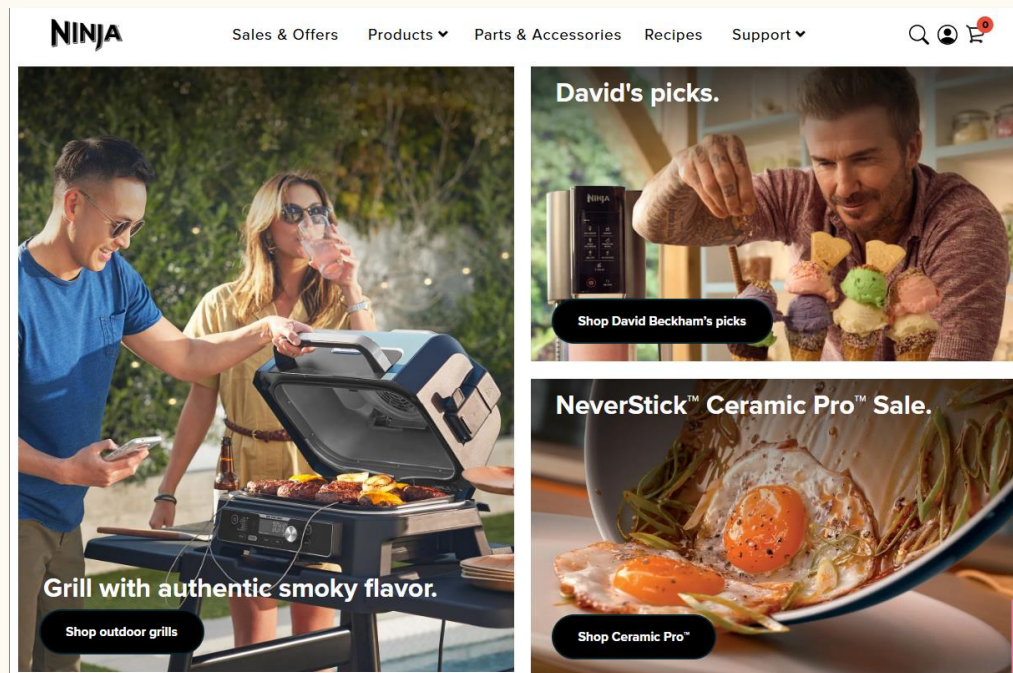 NINJA
Sales & Offers
Products
Parts & Accessories
Recipes
Support
0
Grill with authentic smoky flavor.
Shop outdoor grills
David's picks.
NINJA
Shop David Beckham's picks
NeverStick™ Ceramic Pro™ Sale.
Shop Ceramic Pro™